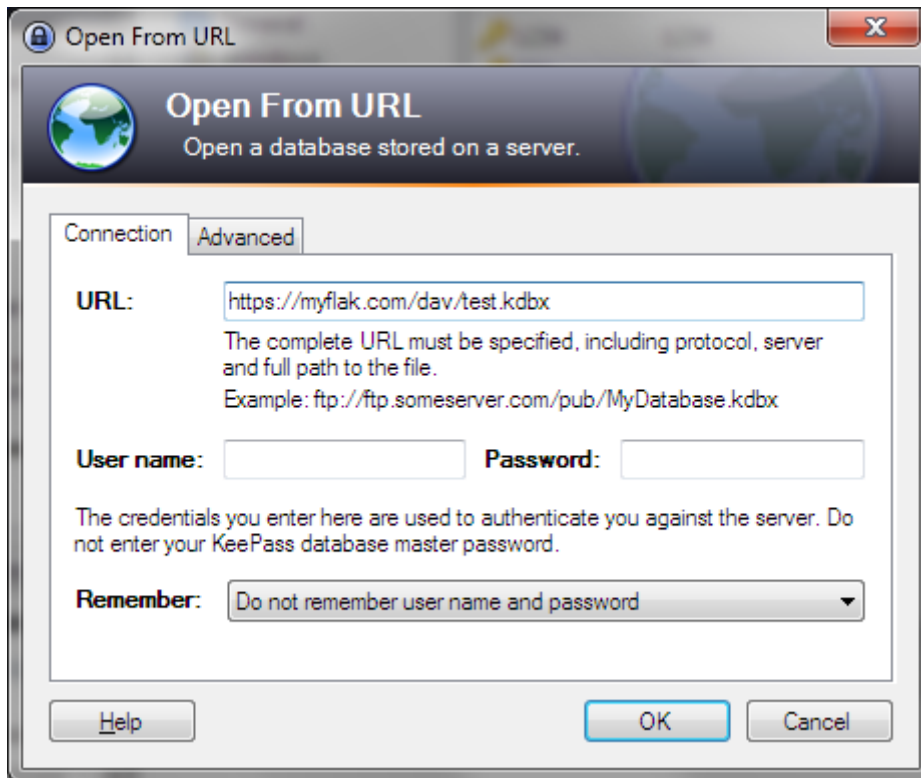 Open From URL
Open From URL
Open a database stored on a server.
Connection
Advanced
URL:
https://myflak.com/dav/test.kdbx
The complete URL must be specified, including protocol, server
and full path to the file.
Example: ftp://ftp.someserver.com/pub/MyDatabase.kdbx
User name:
Password:
The credentials you enter here are used to authenticate you against the server. Do
not enter your KeePass database master password.
Remember:
Do not remember user name and password
Help
OK
Cancel